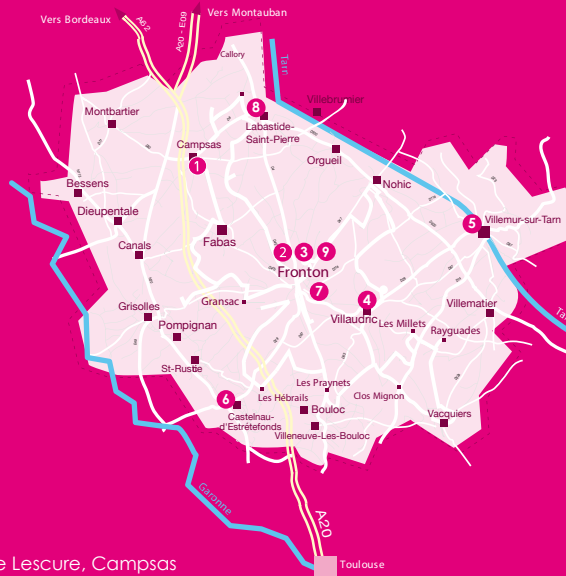 Vers Bordeaux
A62
A20 - E09
Vers Montauban
Callory
Tarn
8
Labastide-
Saint-Pierre
Villebrumier
Montbartier
Campsas
1
Orgueil
Nohic
Bessens
Dieupentale
5
Villemur-sur-Tarn
Canals
Fabas
2 3 9
Fronton
7
4
Villaudric
Grisolles
Gransac
Villematier
Pompignan
Les Millets
Rayguades
St-Rustie
6
Castelnau-
d'Estrétefonds
Les Hébrails
Les Praynets
Clos Mignon
Bouloc
Villeneuve-Les-Bouloc
Vacquiers
Garonne
A20
Toulouse
e Lescure, Campsas